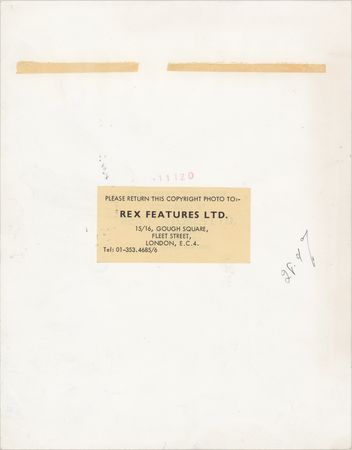 11120
PLEASE RETURN THIS COPYRIGHT PHOTO TO:-
REX FEATURES LTD.
15/16, GOUGH SQUARE,
FLEET STREET,
LONDON, E.C.4.
Tel: 01-353.4685/6